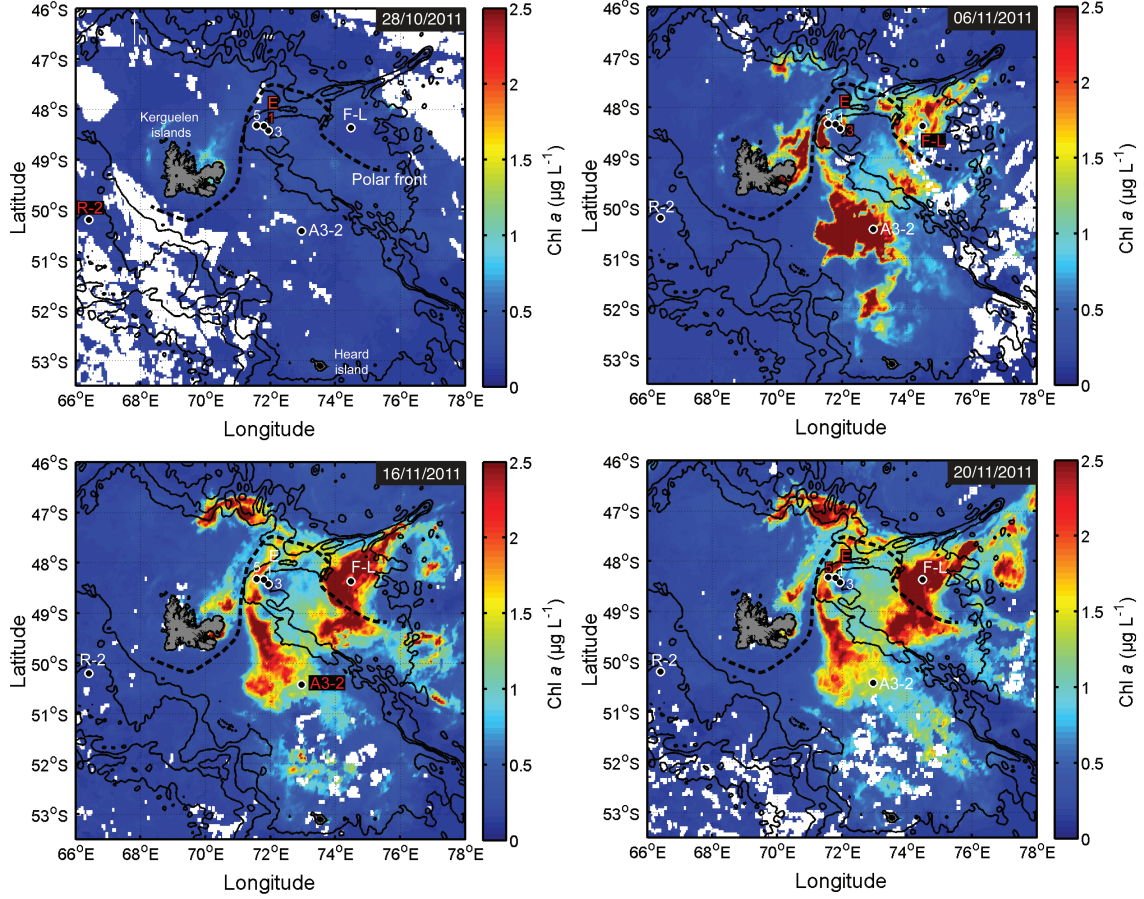 28/10/2011
46°S
47°S
48°S
49°S
50°S
51°S
52°S
53°S
Latitude
N
Kerguelen
islands
E
5
1
3
F-L
Polar front
R-2
A3-2
Heard
island
66°E
68°E
70°E
72°E
74°E
76°E
78°E
Longitude
2.5
2
1.5
1
0.5
0
Chl a (µg L⁻¹)
06/11/2011
46°S
47°S
48°S
49°S
50°S
51°S
52°S
53°S
Latitude
E
5
1
3
F-L
R-2
A3-2
66°E
68°E
70°E
72°E
74°E
76°E
78°E
Longitude
2.5
2
1.5
1
0.5
0
Chl a (µg L⁻¹)
16/11/2011
46°S
47°S
48°S
49°S
50°S
51°S
52°S
53°S
Latitude
E
5
1
3
F-L
R-2
A3-2
66°E
68°E
70°E
72°E
74°E
76°E
78°E
Longitude
2.5
2
1.5
1
0.5
0
Chl a (µg L⁻¹)
20/11/2011
46°S
47°S
48°S
49°S
50°S
51°S
52°S
53°S
Latitude
E
5
1
3
F-L
R-2
A3-2
66°E
68°E
70°E
72°E
74°E
76°E
78°E
Longitude
2.5
2
1.5
1
0.5
0
Chl a (µg L⁻¹)